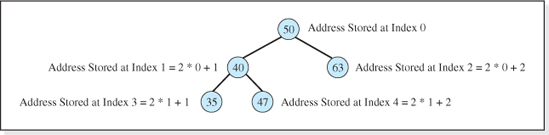 50 Address Stored at Index 0
Address Stored at Index 1 = 2 * 0 + 1 40 63 Address Stored at Index 2 = 2 * 0 + 2
Address Stored at Index 3 = 2 * 1 + 1 35 47 Address Stored at Index 4 = 2 * 1 + 2